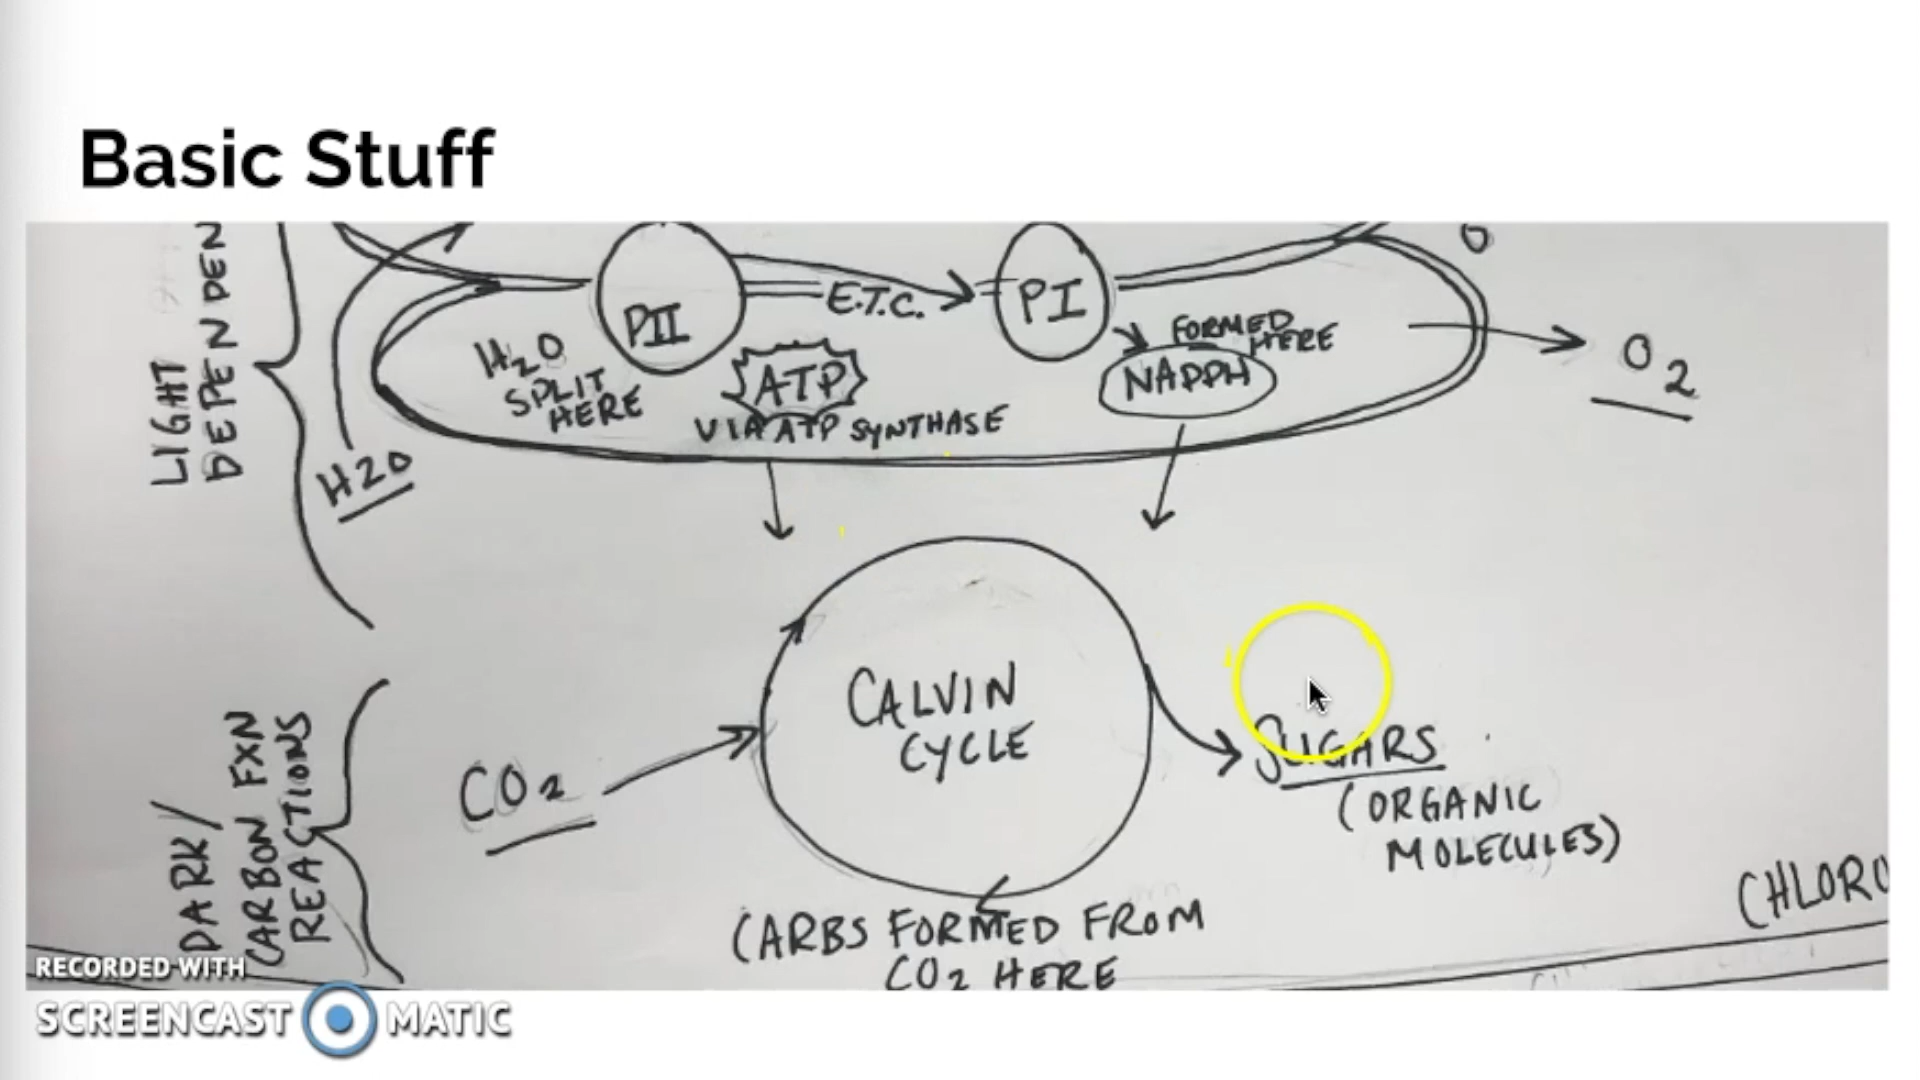 Basic Stuff
LIGHT
DEPENDEN
PII
E.T.C.
PI
O
H2O
SPLIT
HERE
ATP
VIA ATP SYNTHASE
FORMED
HERE
NADPH
O2
H2O
DARK/
CARBON FXN
REACTIONS
CO2
CALVIN
CYCLE
SUGARS
(ORGANIC
MOLECULES)
CARBS FORMED FROM
CO2 HERE
CHLORO
RECORDED WITH
SCREENCAST MATIC